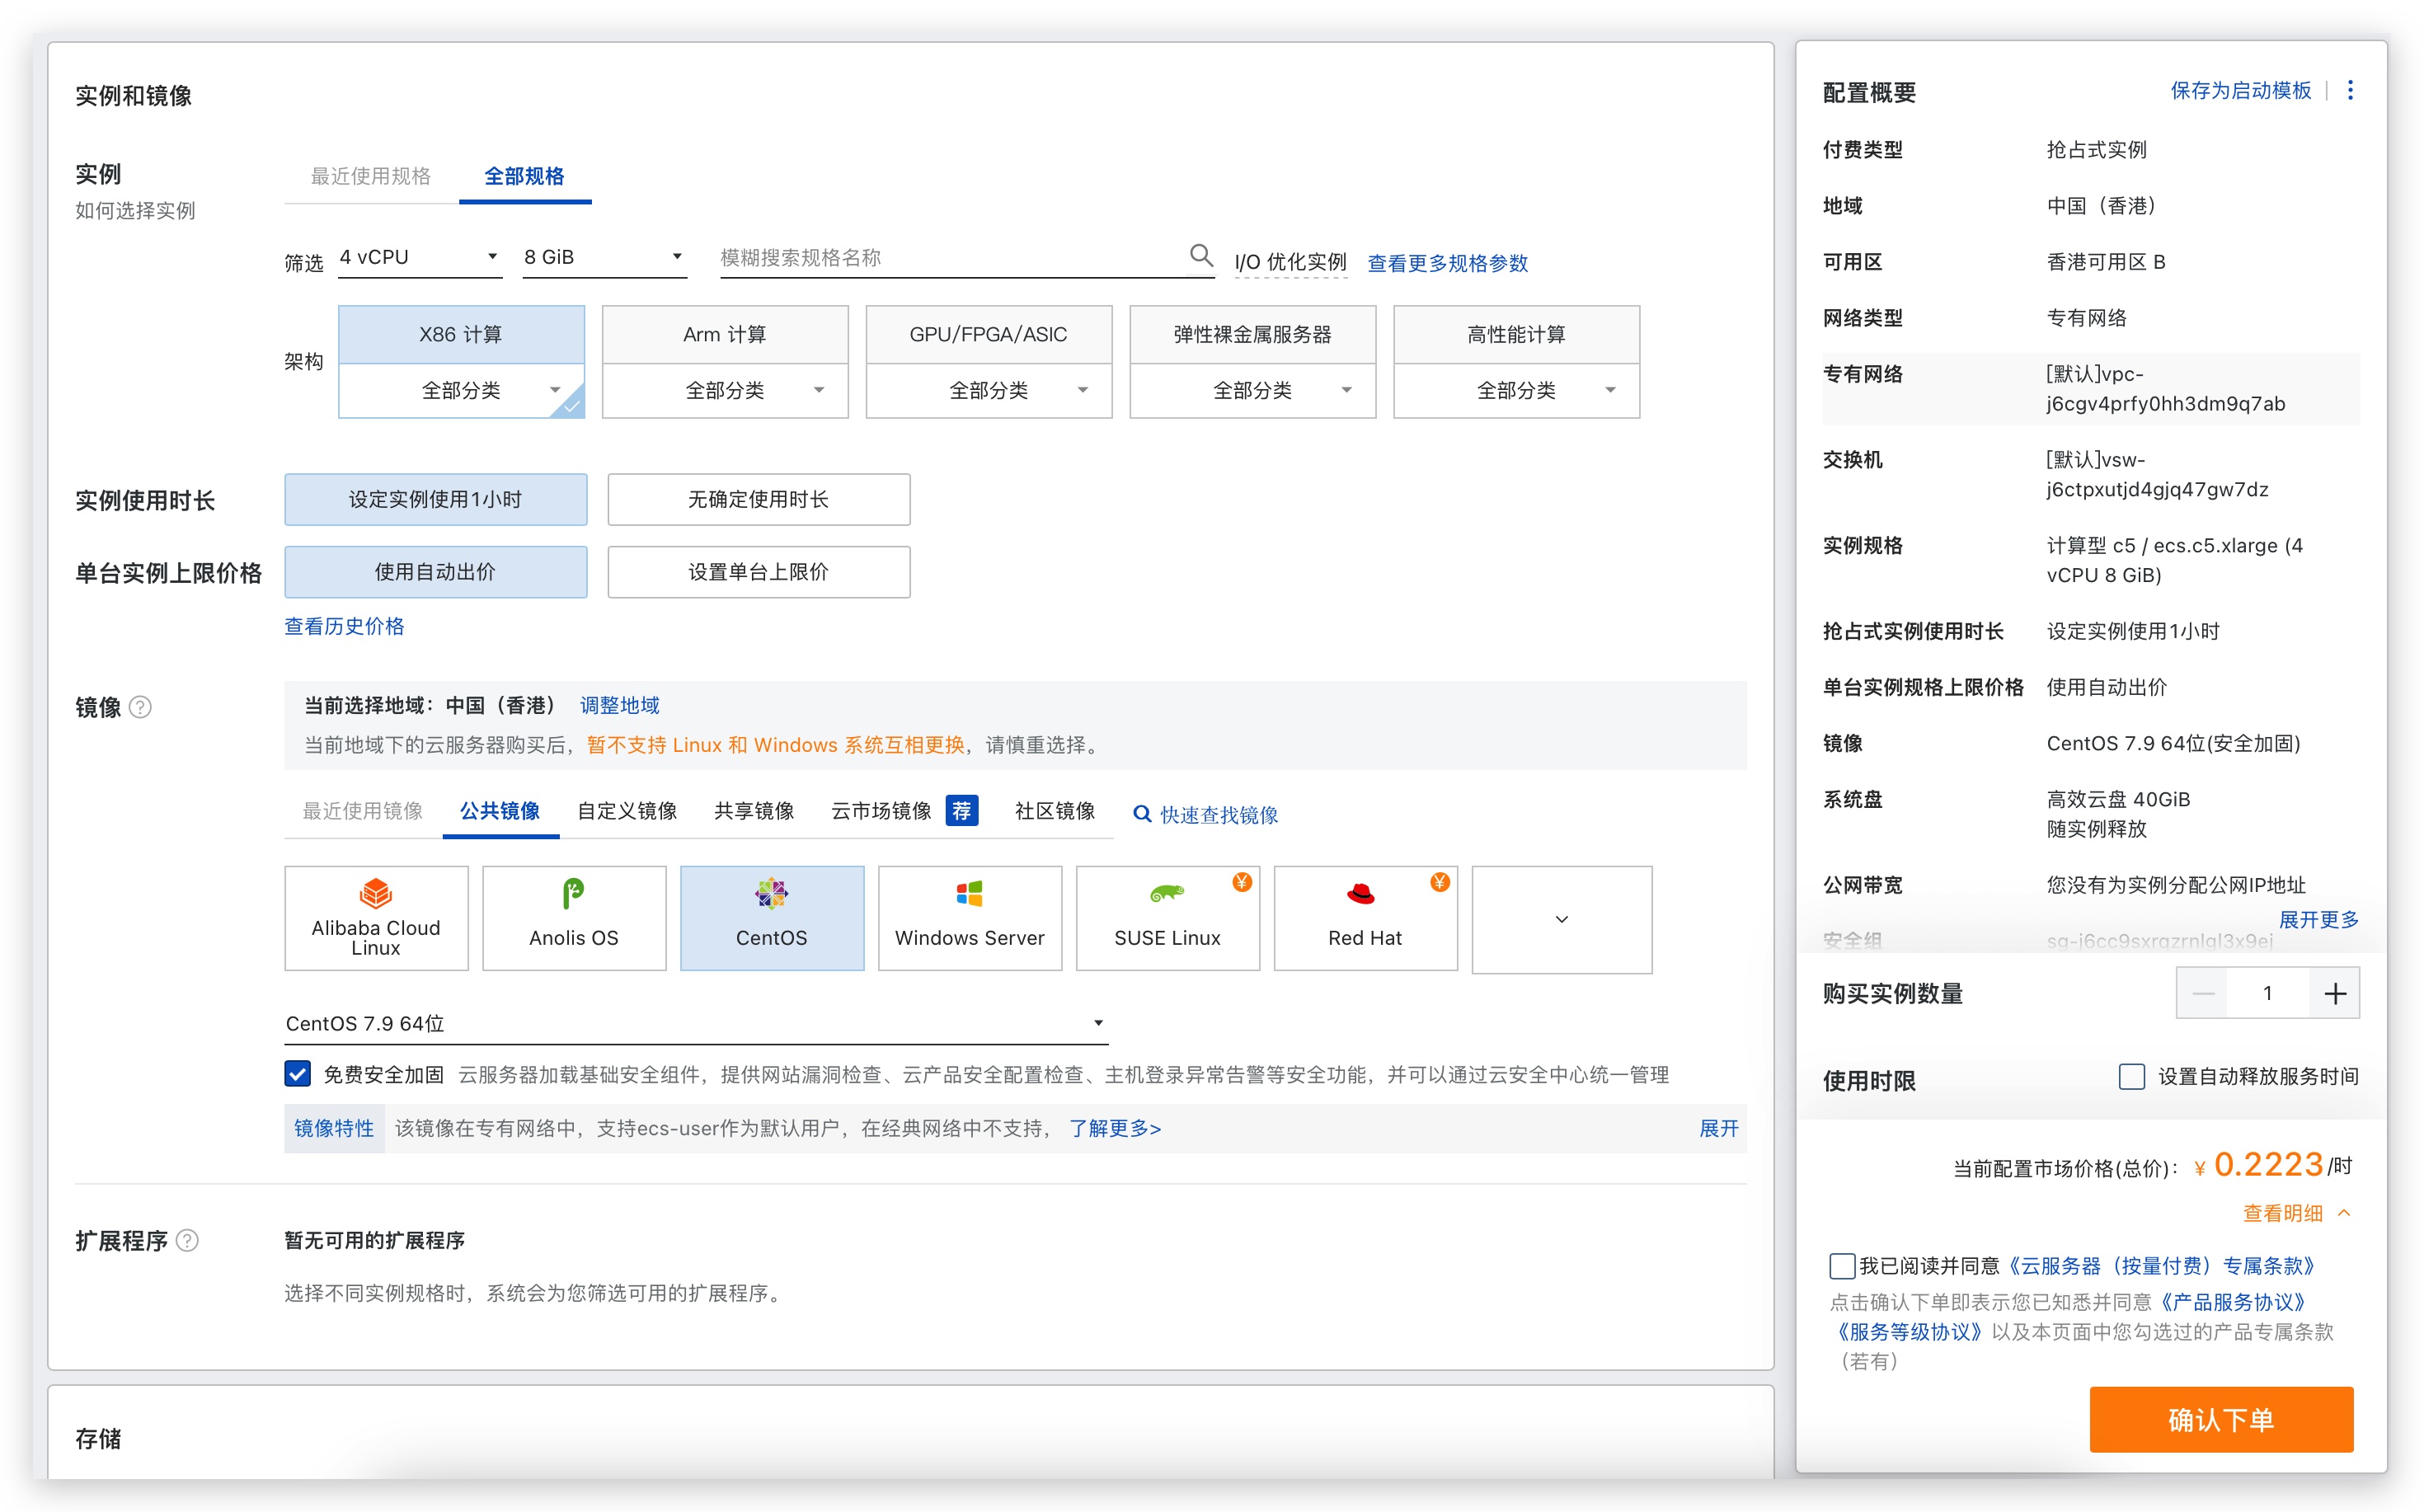 实例和镜像
实例
如何选择实例
最近使用规格
全部规格
筛选
4 vCPU
8 GiB
模糊搜索规格名称
I/O 优化实例
查看更多规格参数
架构
X86 计算
Arm 计算
GPU/FPGA/ASIC
弹性裸金属服务器
高性能计算
全部分类
全部分类
全部分类
全部分类
全部分类
实例使用时长
设定实例使用1小时
无确定使用时长
单台实例上限价格
使用自动出价
设置单台上限价
查看历史价格
镜像
当前选择地域：中国（香港） 调整地域
当前地域下的云服务器购买后，暂不支持 Linux 和 Windows 系统互相更换，请慎重选择。
最近使用镜像
公共镜像
自定义镜像
共享镜像
云市场镜像 荐
社区镜像
快速查找镜像
Alibaba Cloud
Linux
Anolis OS
CentOS
Windows Server
¥
SUSE Linux
¥
Red Hat
CentOS 7.9 64位
免费安全加固 云服务器加载基础安全组件，提供网站漏洞检查、云产品安全配置检查、主机登录异常告警等安全功能，并可以通过云安全中心统一管理
镜像特性 该镜像在专有网络中，支持ecs-user作为默认用户，在经典网络中不支持， 了解更多>
展开
扩展程序
暂无可用的扩展程序
选择不同实例规格时，系统会为您筛选可用的扩展程序。
存储
配置概要
保存为启动模板
付费类型 抢占式实例
地域 中国（香港）
可用区 香港可用区 B
网络类型 专有网络
专有网络 [默认]vpc-
j6cgv4prfy0hh3dm9q7ab
交换机 [默认]vsw-
j6ctpxutjd4gjq47gw7dz
实例规格 计算型 c5 / ecs.c5.xlarge (4
vCPU 8 GiB)
抢占式实例使用时长 设定实例使用1小时
单台实例规格上限价格 使用自动出价
镜像 CentOS 7.9 64位(安全加固)
系统盘 高效云盘 40GiB
随实例释放
公网带宽 您没有为实例分配公网IP地址
展开更多
安全组
购买实例数量
1
使用时限
设置自动释放服务时间
当前配置市场价格(总价)： ¥ 0.2223 /时
查看明细
我已阅读并同意《云服务器（按量付费）专属条款》
点击确认下单即表示您已知悉并同意《产品服务协议》
《服务等级协议》以及本页面中您勾选过的产品专属条款
（若有）
确认下单